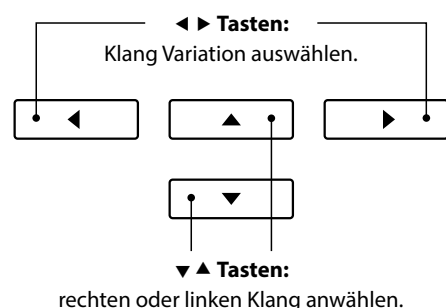 ◀ ▶ Tasten:
Klang Variation auswählen.
▼ ▲ Tasten:
rechten oder linken Klang anwählen.